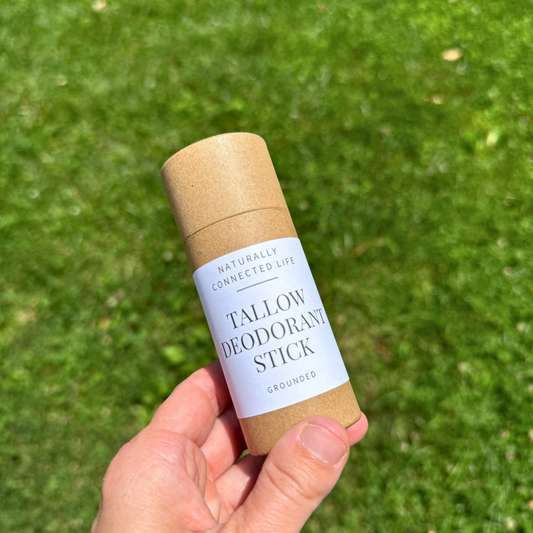 NATURALLY
CONNECTED LIFE
TALLOW
DEODORANT
STICK
GROUNDED